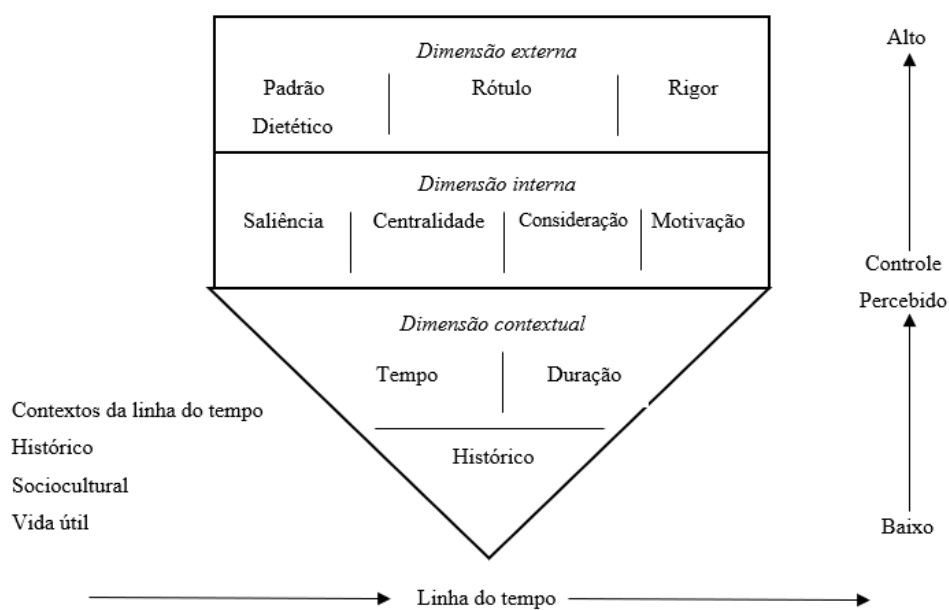 Dimensão externa
Padrão
Dietético
Rótulo
Rigor
Dimensão interna
Saliência
Centralidade
Consideração
Motivação
Dimensão contextual
Tempo
Duração
Histórico
Contextos da linha do tempo
Histórico
Sociocultural
Vida útil
Alto
Controle
Percebido
Baixo
Linha do tempo